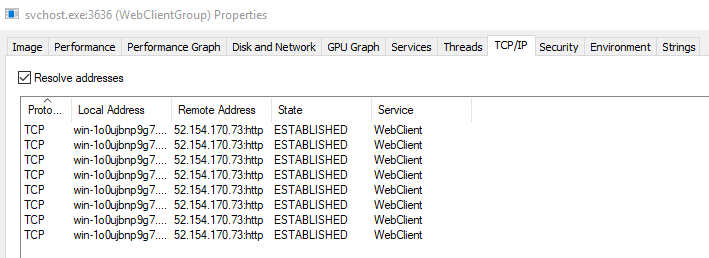 svchost.exe:3636 (WebClientGroup) Properties
Image Performance Performance Graph Disk and Network GPU Graph Services Threads TCP/IP Security Environment Strings
Resolve addresses
Proto... Local Address Remote Address State Service
TCP win-1o0ujbnp9g7.... 52.154.170.73:http ESTABLISHED WebClient
TCP win-1o0ujbnp9g7.... 52.154.170.73:http ESTABLISHED WebClient
TCP win-1o0ujbnp9g7.... 52.154.170.73:http ESTABLISHED WebClient
TCP win-1o0ujbnp9g7.... 52.154.170.73:http ESTABLISHED WebClient
TCP win-1o0ujbnp9g7.... 52.154.170.73:http ESTABLISHED WebClient
TCP win-1o0ujbnp9g7.... 52.154.170.73:http ESTABLISHED WebClient
TCP win-1o0ujbnp9g7.... 52.154.170.73:http ESTABLISHED WebClient
TCP win-1o0ujbnp9g7.... 52.154.170.73:http ESTABLISHED WebClient